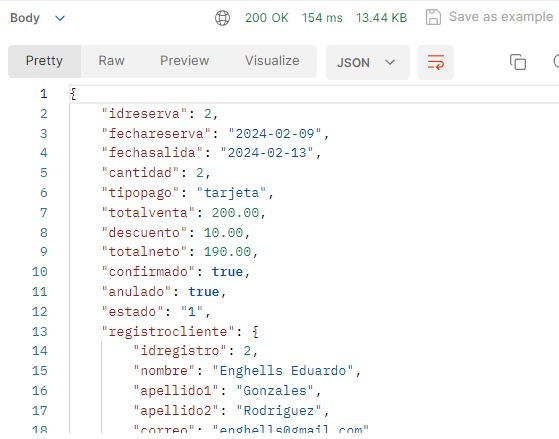 Body 200 OK 154 ms 13.44 KB Save as example
Pretty Raw Preview Visualize JSON
1 {
2 "idreserva": 2,
3 "fechareserva": "2024-02-09",
4 "fechasalida": "2024-02-13",
5 "cantidad": 2,
6 "tipopago": "tarjeta",
7 "totalventa": 200.00,
8 "descuento": 10.00,
9 "totalneto": 190.00,
10 "confirmado": true,
11 "anulado": true,
12 "estado": "1",
13 "registrocliente": {
14 "idregistro": 2,
15 "nombre": "Enghells Eduardo",
16 "apellido1": "Gonzales",
17 "apellido2": "Rodriguez",
18 "correo": "enghells@gmail.com"